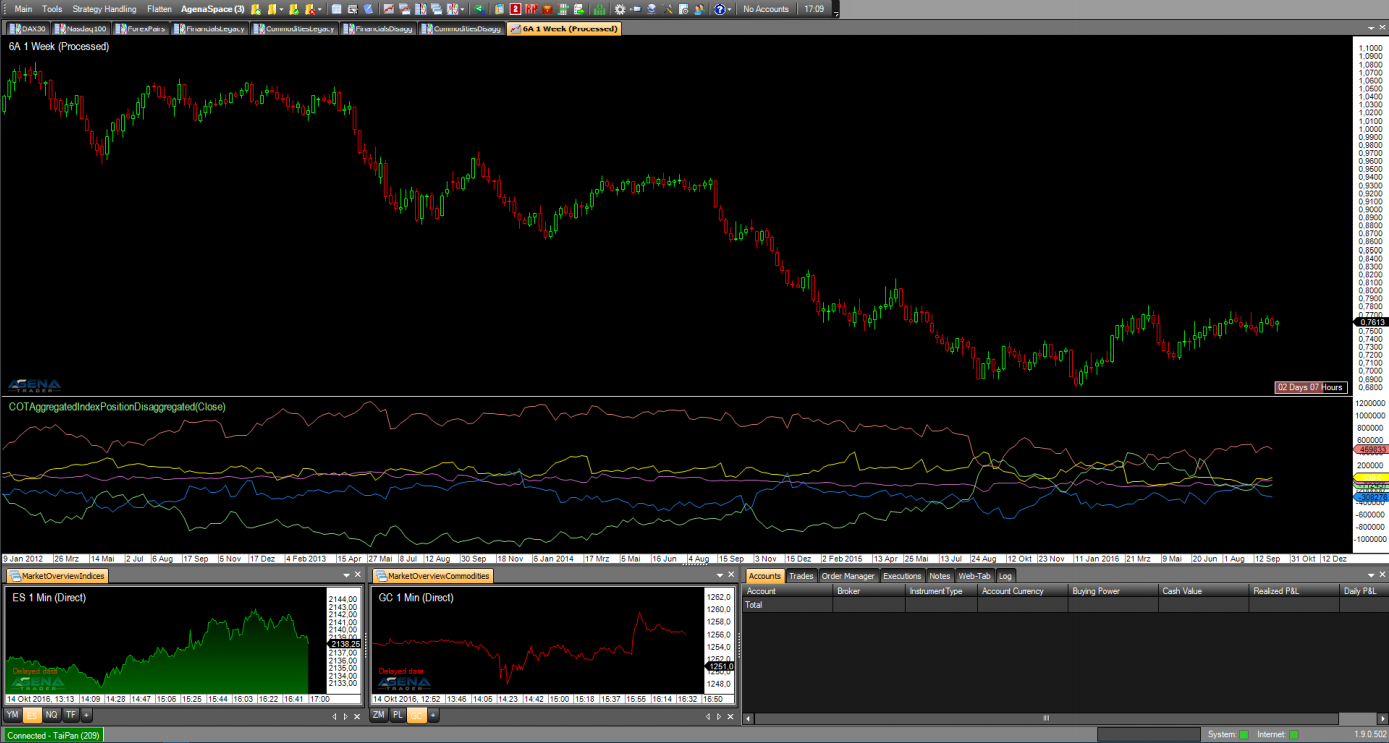 Main Tools Strategy Handling Flatten AgenaSpace (3) No Accounts 17:09
DAX30 Nasdaq100 ForexPairs FinancialsLegacy CommoditiesLegacy FinancialsDisagg CommoditiesDisagg 6A 1 Week (Processed)
6A 1 Week (Processed)
1,1000
1,0900
1,0800
1,0700
1,0600
1,0500
1,0400
1,0300
1,0200
1,0100
1,0000
0,9900
0,9800
0,9700
0,9600
0,9500
0,9400
0,9300
0,9200
0,9100
0,9000
0,8900
0,8800
0,8700
0,8600
0,8500
0,8400
0,8300
0,8200
0,8100
0,8000
0,7900
0,7800
0,7700
0,7613
0,7500
0,7400
0,7300
0,7200
0,7100
0,7000
0,6900
0,6800
AGENA
TRADER
02 Days 07 Hours
COTAggregatedIndexPositionDisaggregated(Close)
1200000
1000000
800000
600000
459833
200000
-400000
-600000
-800000
-1000000
9 Jan 2012 26 Mrz 14 Mai 2 Jul 6 Aug 17 Sep 5 Nov 17 Dez 4 Feb 2013 15 Apr 27 Mai 8 Jul 12 Aug 30 Sep 18 Nov 6 Jan 2014 17 Mrz 5 Mai 16 Jun 4 Aug 15 Sep 3 Nov 15 Dez 2 Feb 2015 13 Apr 25 Mai 13 Jul 24 Aug 12 Okt 23 Nov 11 Jan 2016 21 Mrz 9 Mai 20 Jun 1 Aug 12 Sep 31 Okt 12 Dez
MarketOverviewIndices
ES 1 Min (Direct)
2144,00
2143,00
2142,00
2141,00
2140,00
2139,00
2138,25
2137,00
2136,00
2135,00
2134,00
2133,00
Delayed data
AGENA
TRADER
14 Okt 2016, 13:13 14:09 14:28 14:47 15:06 15:25 15:44 16:03 16:22 16:41 17:00
YM ES NQ TF +
MarketOverviewCommodities
GC 1 Min (Direct)
1262,0
1260,0
1258,0
1256,0
1254,0
1252,0
1251,0
1248,0
Delayed data
AGENA
TRADER
14 Okt 2016, 12:52 13:46 14:05 14:23 14:42 15:00 15:18 15:37 15:56 16:14 16:32 16:50
ZM PL GC +
Accounts Trades Order Manager Executions Notes Web-Tab Log
Account Broker InstrumentType Account Currency Buying Power Cash Value Realized P&L Daily P&L
Total
Connected - TaiPan (209) System: Internet: 1.9.0.502